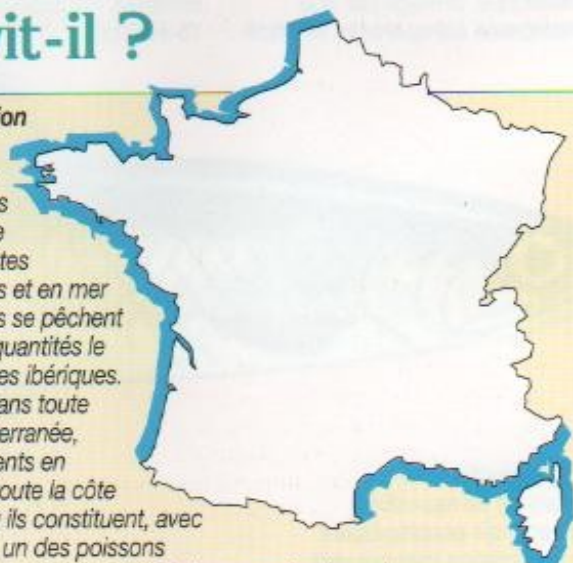 vit-il ?
ion
s
e
tes
s et en mer
s se pêchent
quantités le
es ibériques.
ans toute
erranée,
ents en
oute la côte
ils constituent, avec
un des poissons